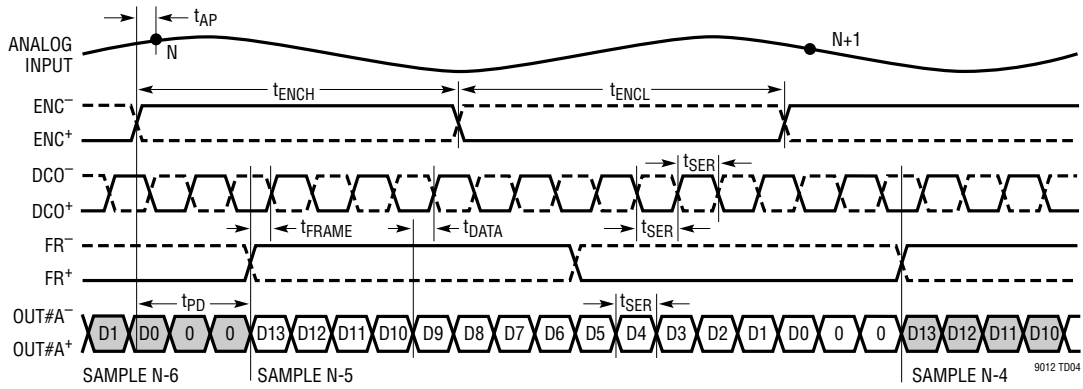 tAP
ANALOG INPUT
N
N+1
tENCH
tENCL
ENC–
ENC+
DCO–
DCO+
tSER
tFRAME
tDATA
tSER
FR–
FR+
tPD
tSER
OUT#A–
OUT#A+
D1 D0 0 0 D13 D12 D11 D10 D9 D8 D7 D6 D5 D4 D3 D2 D1 D0 0 0 D13 D12 D11 D10
SAMPLE N-6
SAMPLE N-5
SAMPLE N-4
9012 TD04